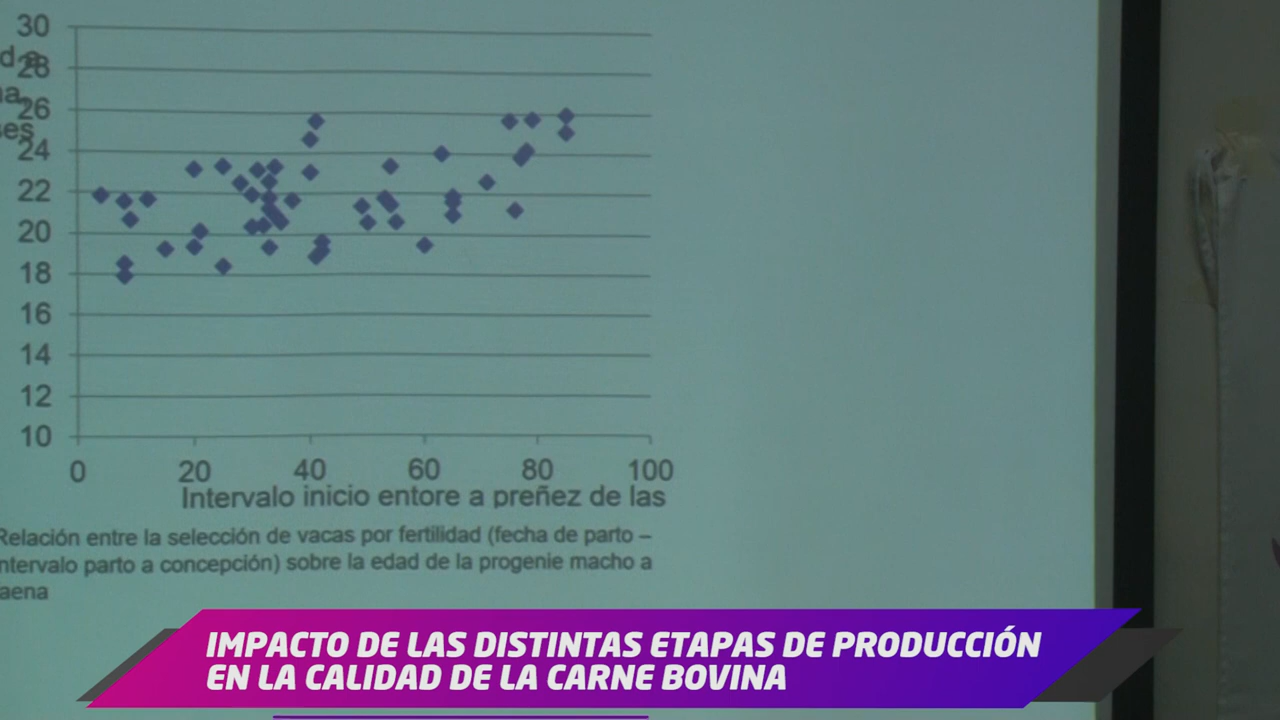 30
28
26
24
22
20
18
16
14
12
10
0 20 40 60 80 100
Intervalo inicio entore a preñez de las
Relación entre la selección de vacas por fertilidad (fecha de parto –
ntervalo parto a concepción) sobre la edad de la progenie macho a
aena
IMPACTO DE LAS DISTINTAS ETAPAS DE PRODUCCIÓN
EN LA CALIDAD DE LA CARNE BOVINA